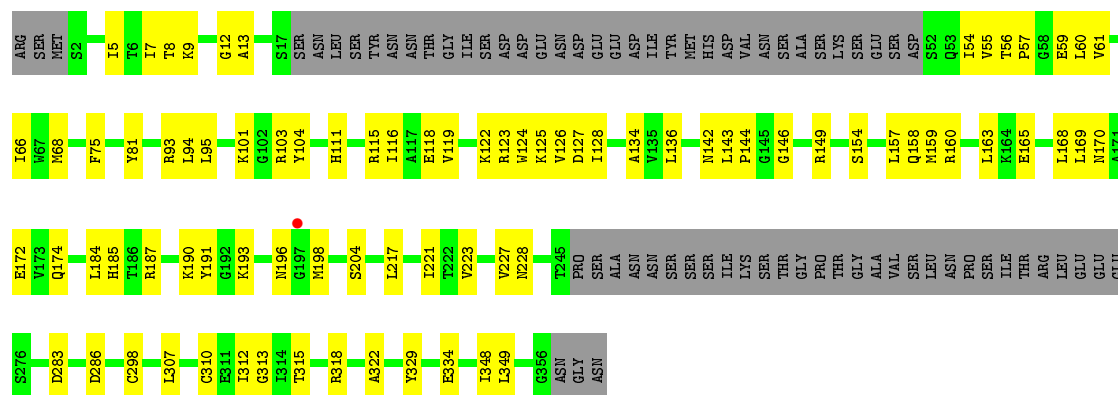 ARG SER MET S2 I5 T6 I7 T8 K9 G12 A13 S17 SER ASN LEU SER TYR ASN ASN THR GLY ILE SER ASP ASP GLU ASN ASP GLU GLU ASP ILE TYR MET HIS ASP VAL ASN SER ALA SER LYS SER GLU SER ASP S52 Q53 I54 V55 T56 P57 G58 E59 L60 V61
I66 W67 M68 F75 Y81 R93 L94 L95 K101 G102 R103 Y104 H111 R115 I116 A117 E118 V119 K122 R123 W124 K125 V126 D127 I128 A134 V135 L136 N142 L143 P144 G145 G146 R149 S154 L157 Q158 M159 R160 L163 K164 E165 L168 L169 N170 A171
E172 V173 Q174 L184 H185 T186 R187 K190 Y191 G192 K193 N196 G197 M198 S204 L217 I221 T222 V223 V227 N228 T245 PRO SER ALA ASN ASN SER SER SER ILE LYS SER THR GLY PRO THR GLY ALA VAL SER LEU ASN PRO SER ILE THR ARG LEU GLU GLU GLU
S276 D283 D286 C298 L307 C310 E311 I312 G313 I314 T315 R318 A322 Y329 E334 I348 L349 G356 ASN GLY ASN